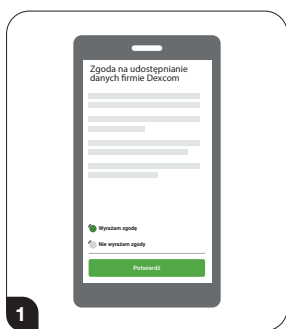 Zgoda na udostępnianie
danych firmie Dexcom
Wyrażam zgodę
Nie wyrażam zgody
Potwierdź
1